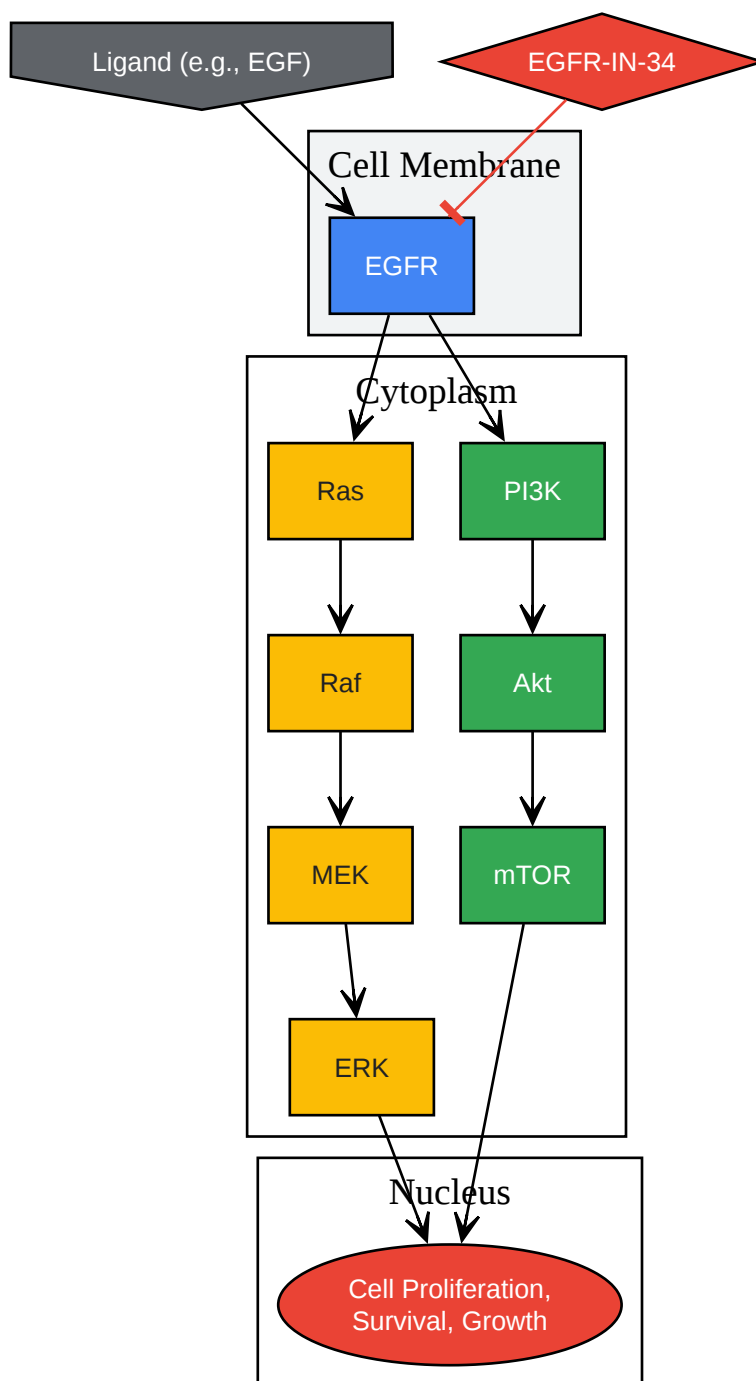 Ligand (e.g., EGF)
EGFR-IN-34
Cell Membrane
EGFR
Cytoplasm
Ras
PI3K
Raf
Akt
MEK
mTOR
ERK
Nucleus
Cell Proliferation,
Survival, Growth